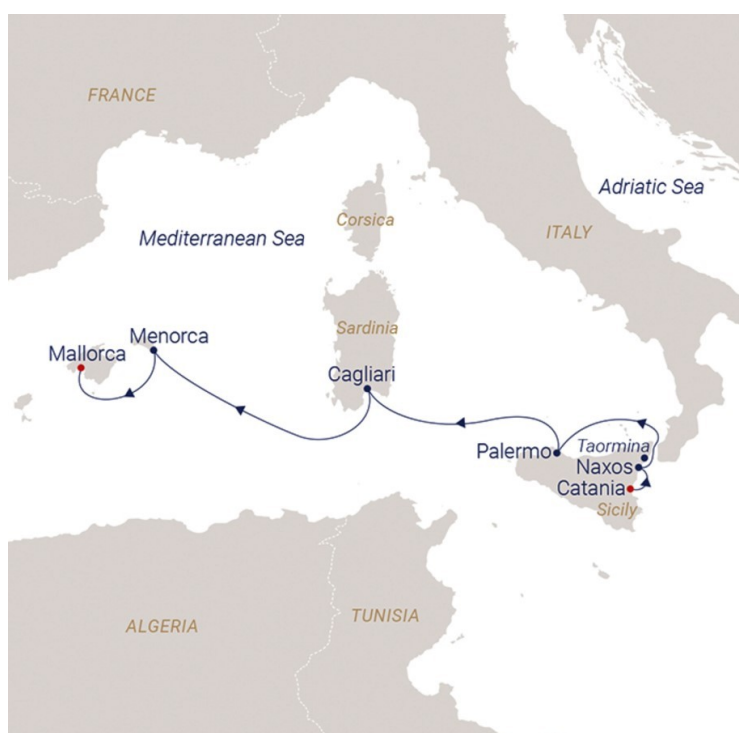 FRANCE
Adriatic Sea
Corsica
ITALY
Mediterranean Sea
Sardinia
Menorca
Mallorca
Cagliari
Taormina
Palermo
Naxos
Catania
Sicily
TUNISIA
ALGERIA